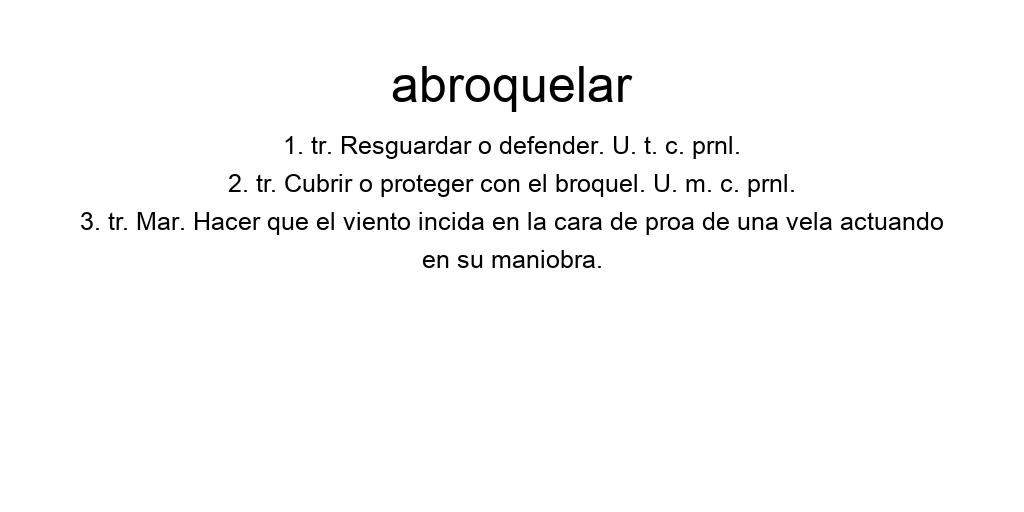 abroquelar
1. tr. Resguardar o defender. U. t. c. prnl.
2. tr. Cubrir o proteger con el broquel. U. m. c. prnl.
3. tr. Mar. Hacer que el viento incida en la cara de proa de una vela actuando
en su maniobra.